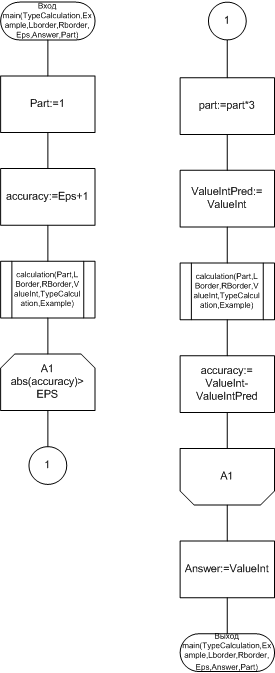 Вход
main(TypeCalculation,Ex
ample,Lborder,Rborder,
Eps,Answer,Part)
Part:=1
accuracy:=Eps+1
calculation(Part,L
Border,RBorder,V
alueInt,TypeCalcul
ation,Example)
A1
abs(accuracy)>
EPS
1
1
part:=part*3
ValueIntPred:=
ValueInt
calculation(Part,L
Border,RBorder,V
alueInt,TypeCalcul
ation,Example)
accuracy:=
ValueInt-
ValueIntPred
A1
Answer:=ValueInt
Выход
main(TypeCalculation,Ex
ample,Lborder,Rborder,
Eps,Answer,Part)